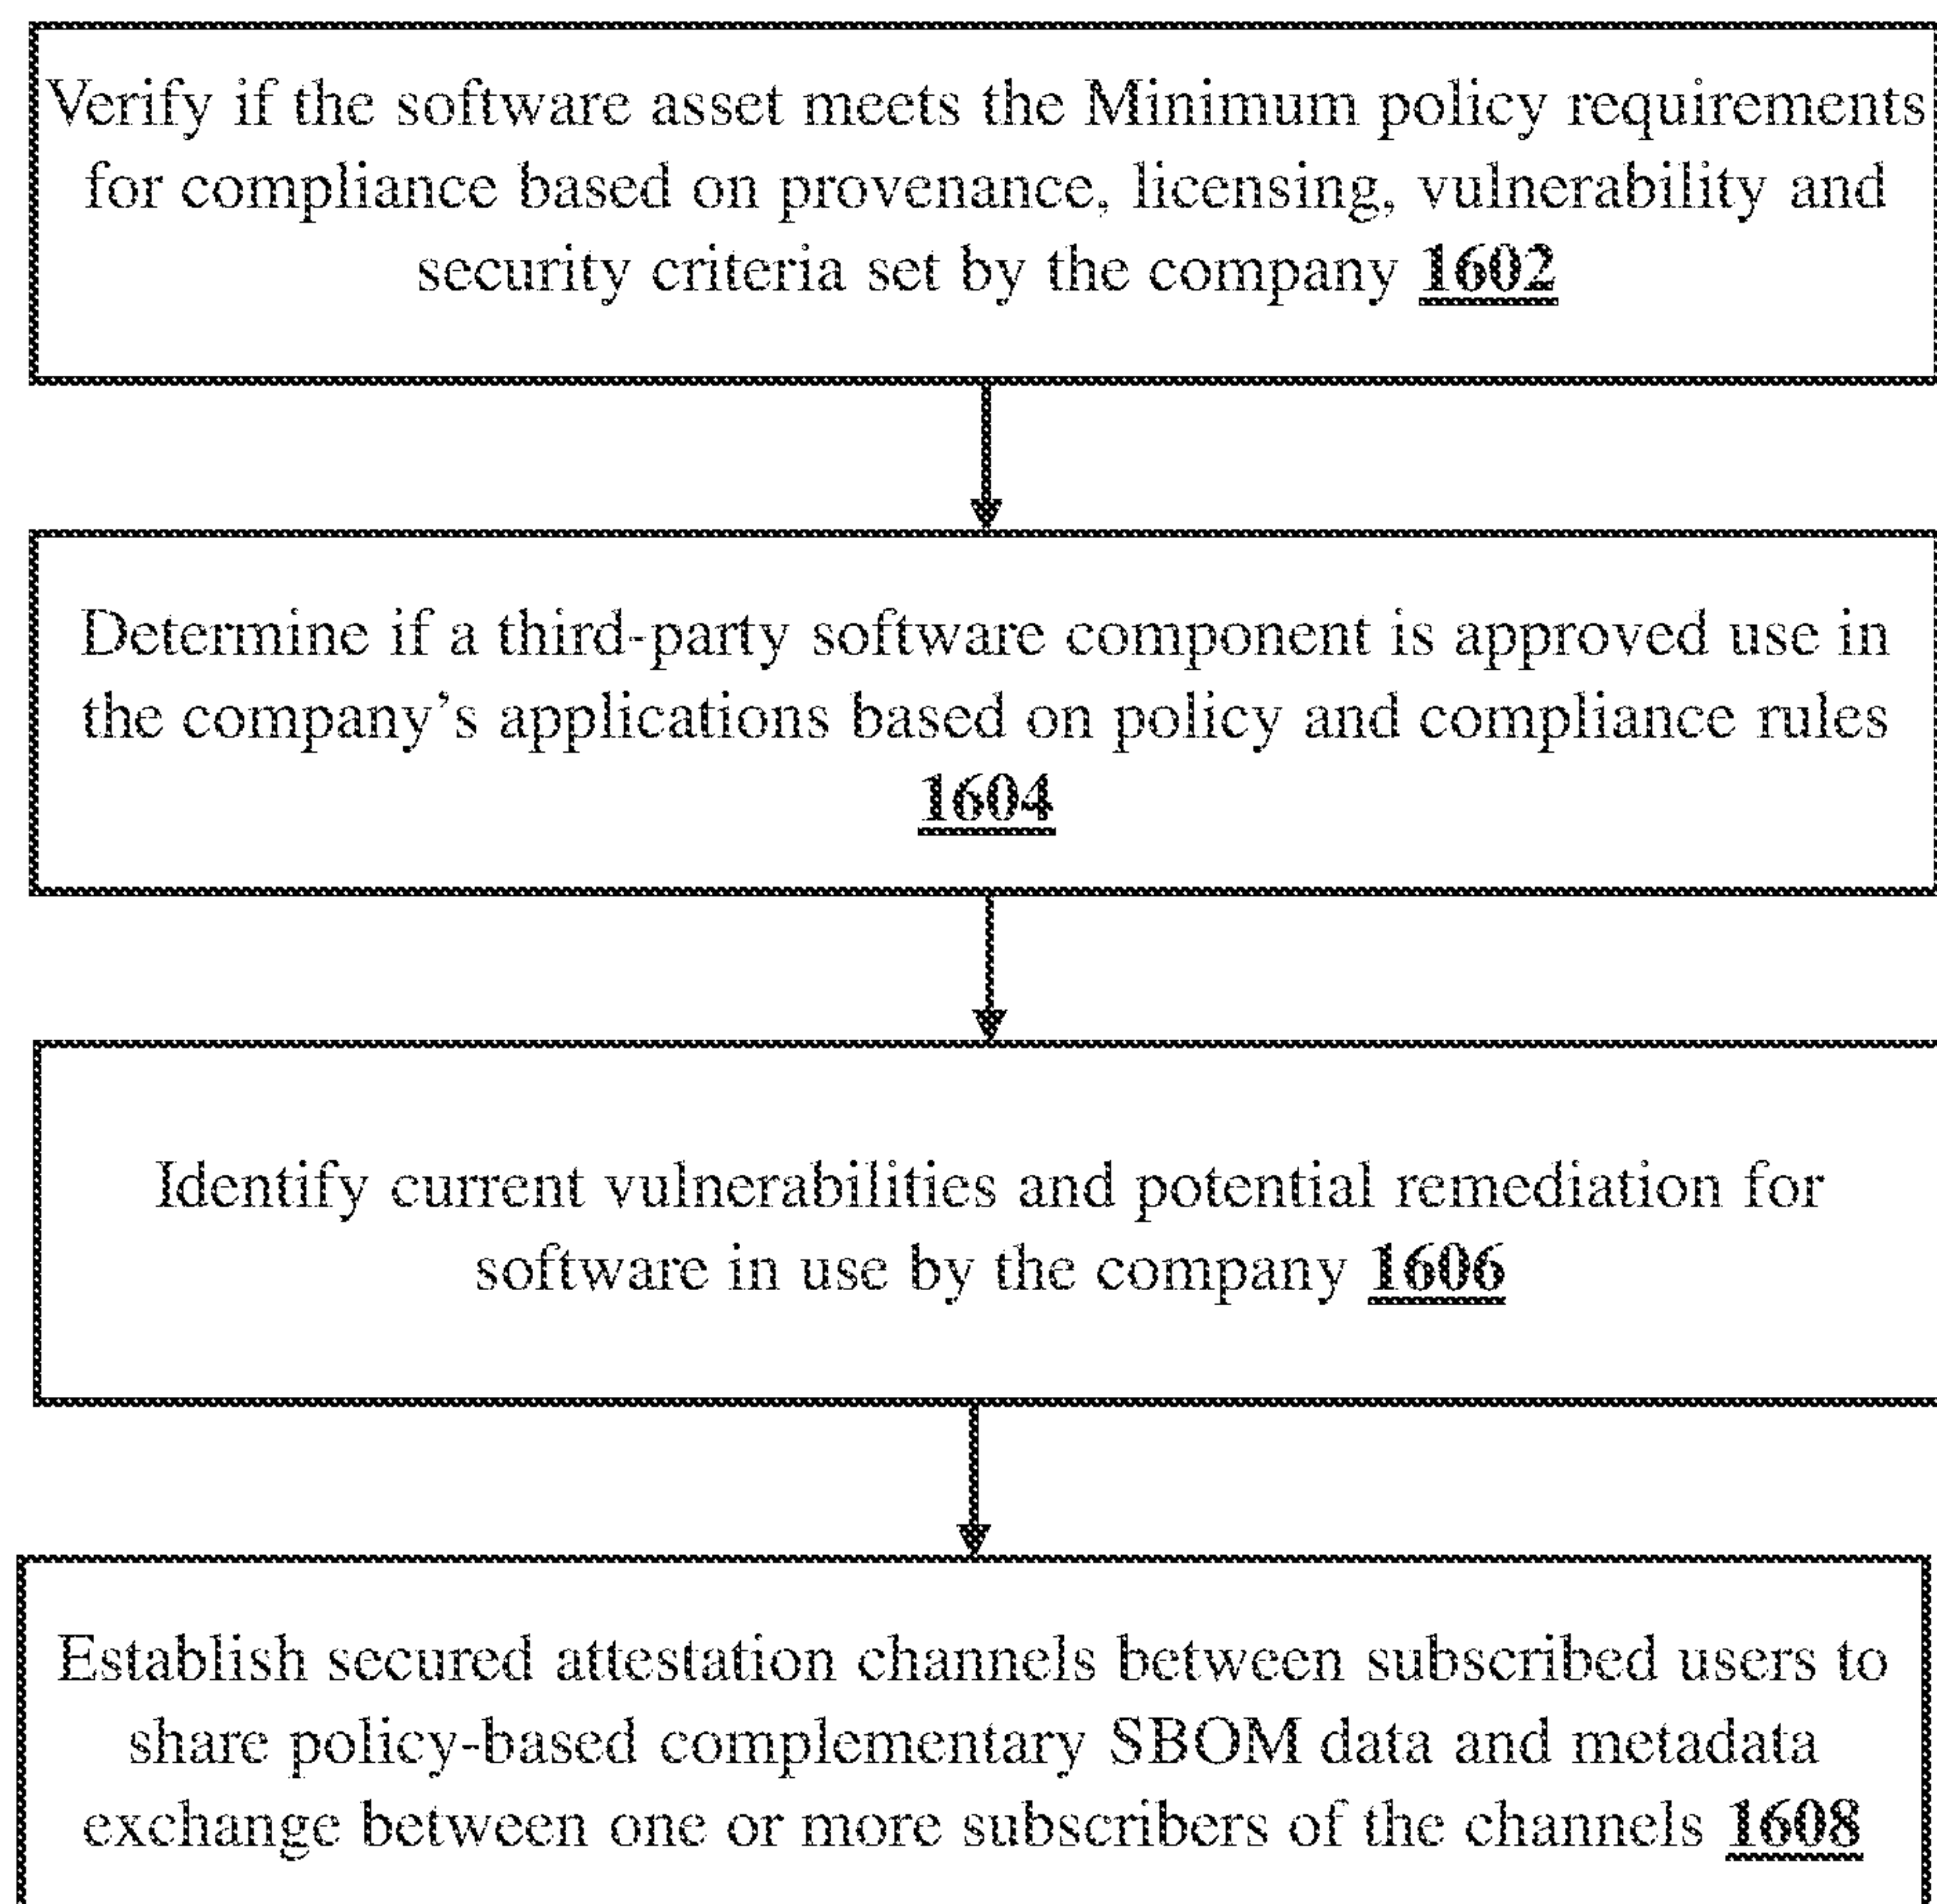 Verify if the software asset meets the Minimum policy requirements
for compliance based on provenance, licensing, vulnerability and
security criteria set by the company 1602
Determine if a third-party software component is approved use in
the company's applications based on policy and compliance rules
1604
Identify current vulnerabilities and potential remediation for
software in use by the company 1606
Establish secured attestation channels between subscribed users to
share policy-based complementary SBOM data and metadata
exchange between one or more subscribers of the channels 1608